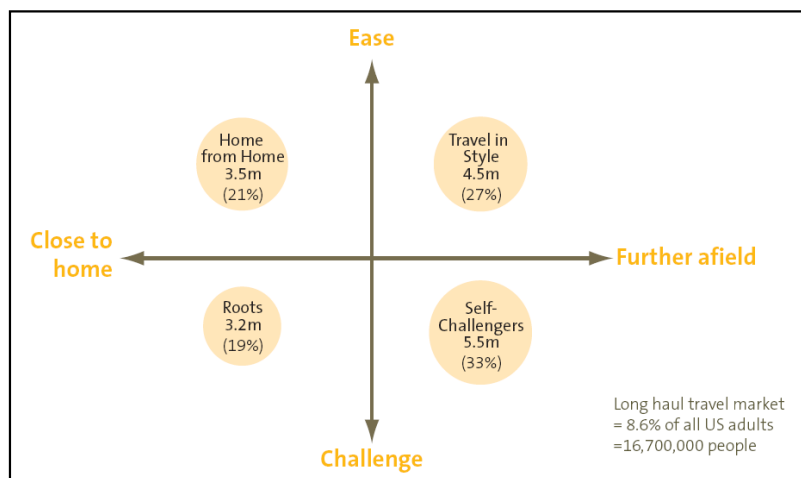 Ease
Home
from Home
3.5m
(21%)
Travel in
Style
4.5m
(27%)
Close to
home
Further afield
Roots
3.2m
(19%)
Self-
Challengers
5.5m
(33%)
Long haul travel market
= 8.6% of all US adults
=16,700,000 people
Challenge